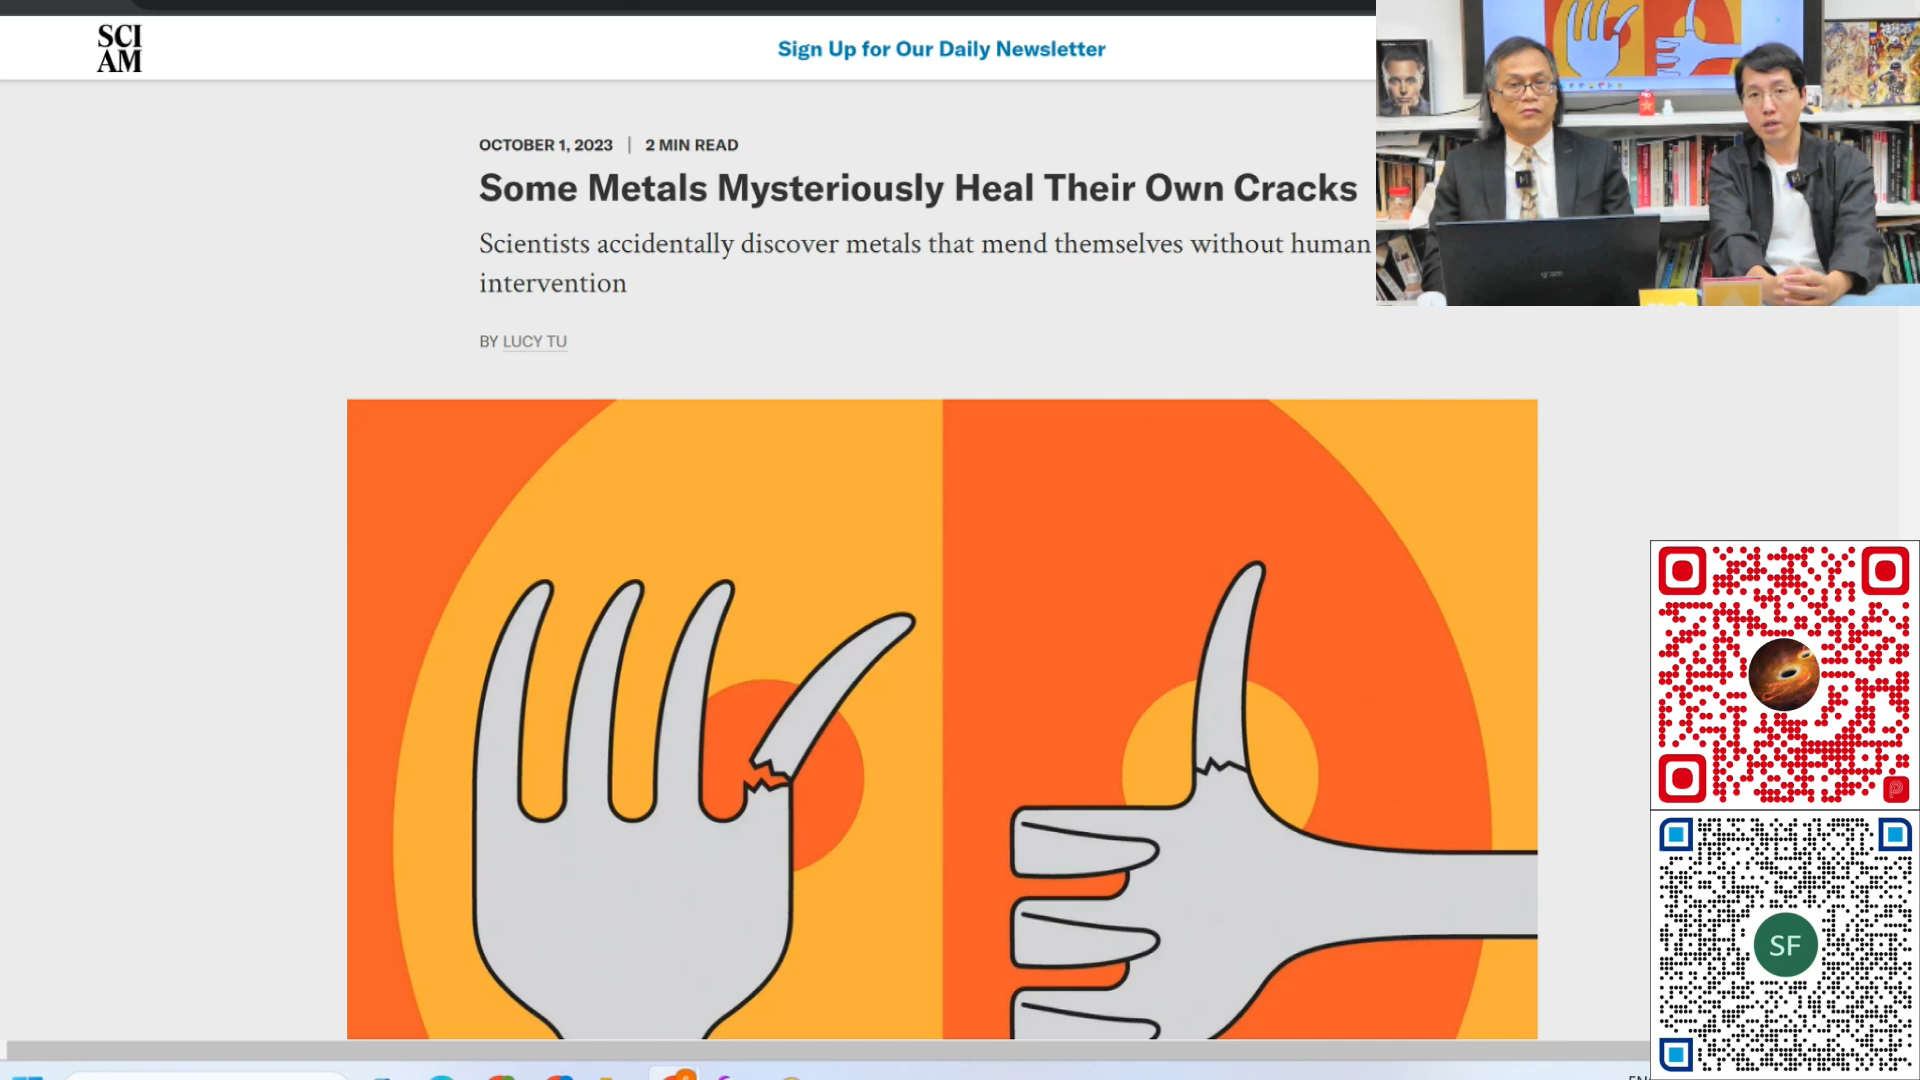 SCI
AM
Sign Up for Our Daily Newsletter
OCTOBER 1, 2023 | 2 MIN READ
Some Metals Mysteriously Heal Their Own Cracks
Scientists accidentally discover metals that mend themselves without human
intervention
BY LUCY TU
gram
SF